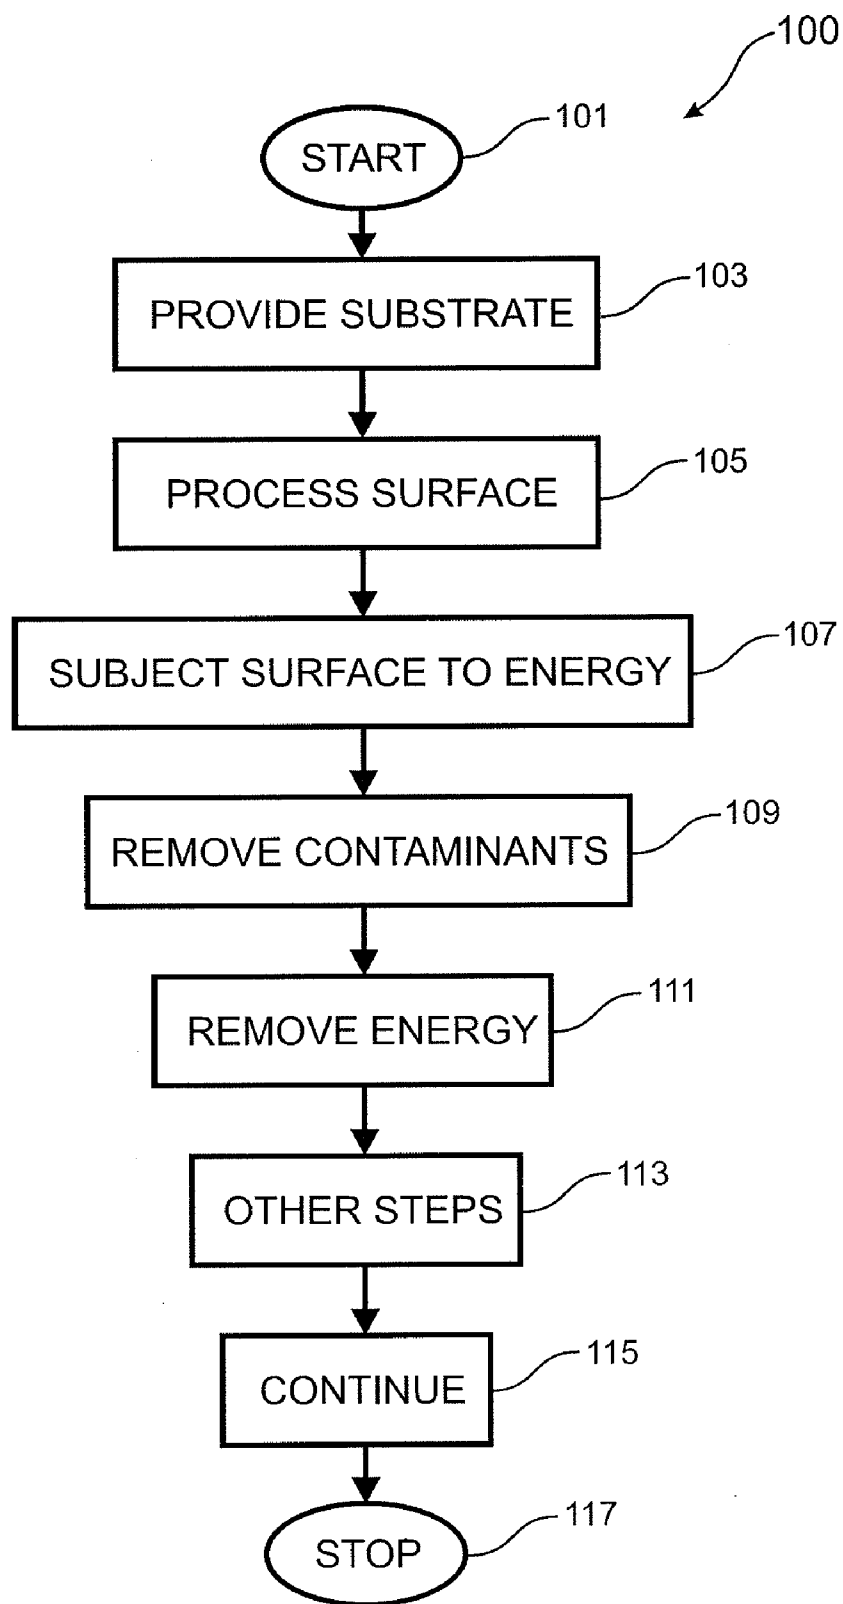 100
START
101
PROVIDE SUBSTRATE
103
PROCESS SURFACE
105
SUBJECT SURFACE TO ENERGY
107
REMOVE CONTAMINANTS
109
REMOVE ENERGY
111
OTHER STEPS
113
CONTINUE
115
STOP
117